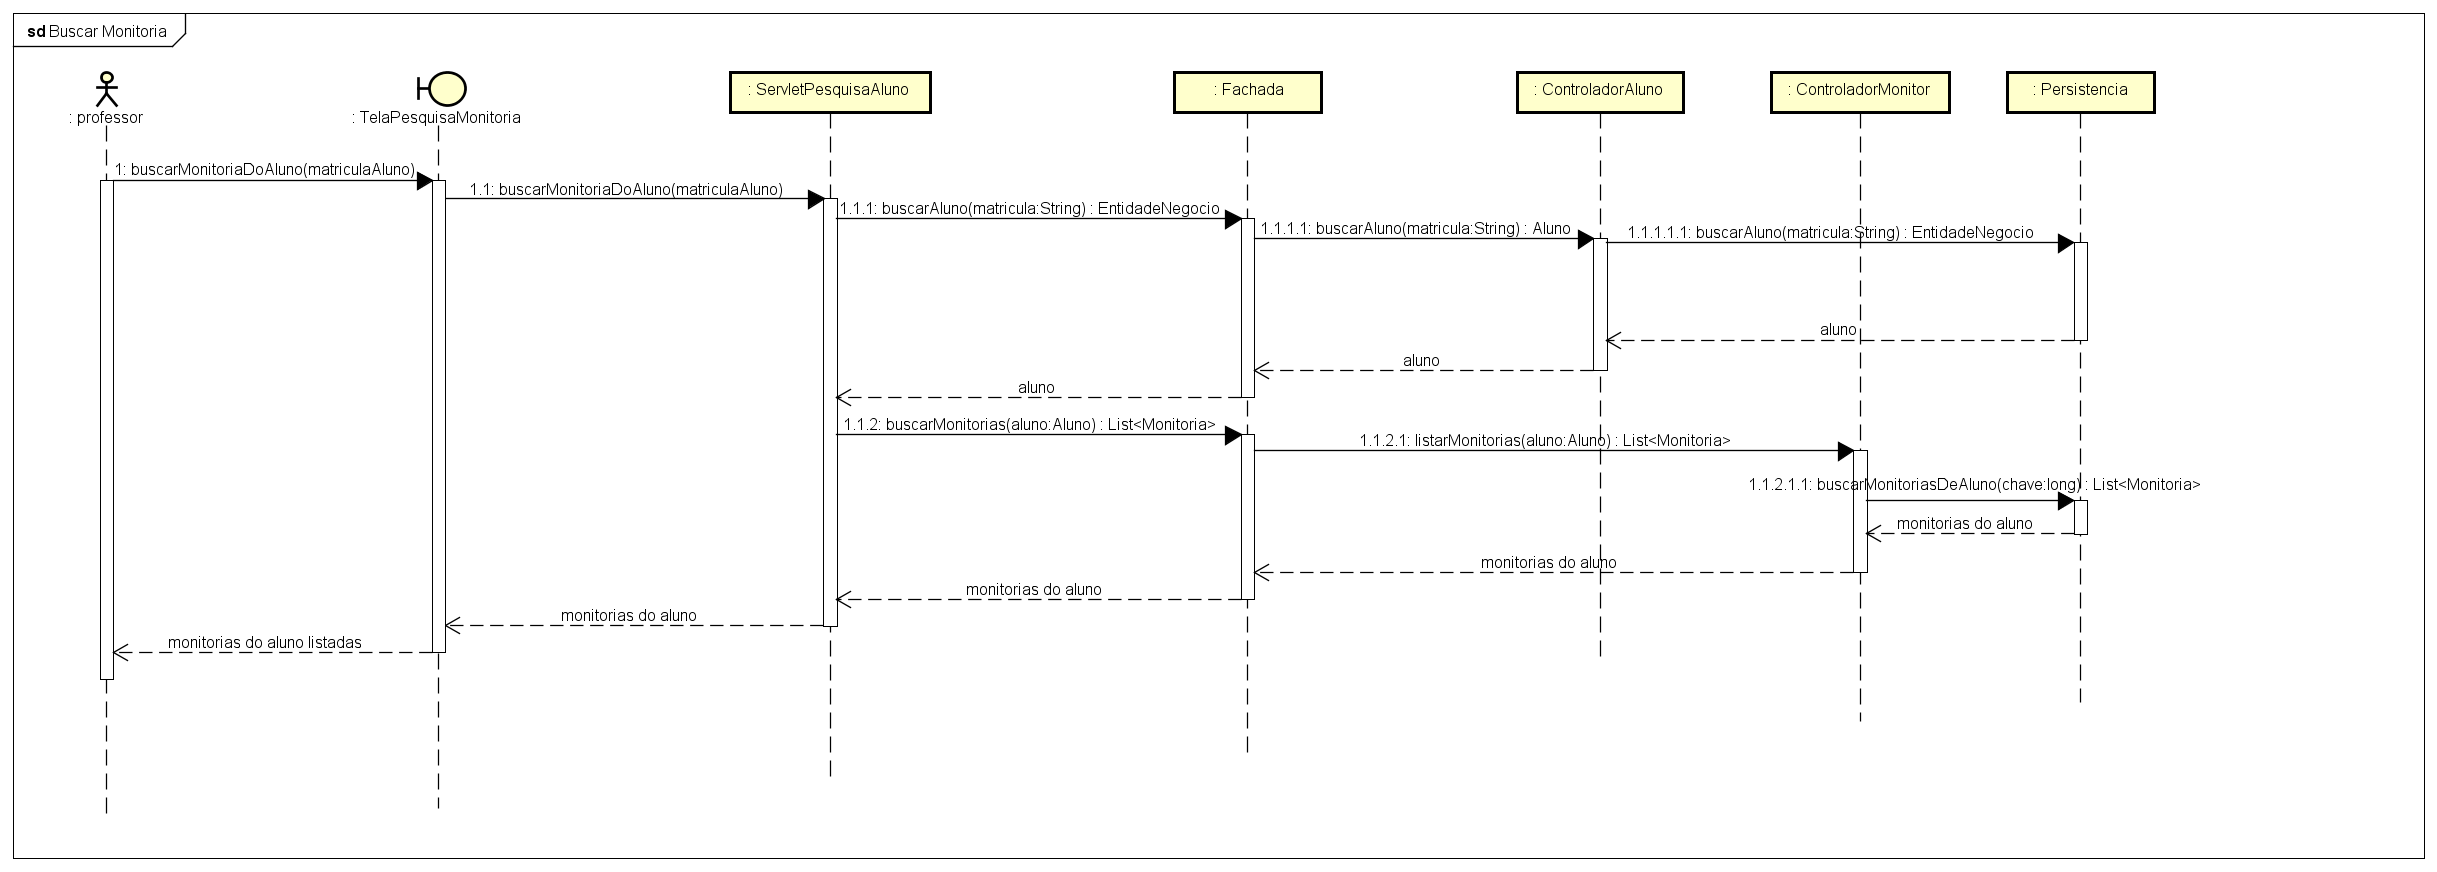 sd Buscar Monitoria
: professor
: TelaPesquisaMonitoria
: ServletPesquisaAluno
: Fachada
: ControladorAluno
: ControladorMonitor
: Persistencia
1: buscarMonitoriaDoAluno(matriculaAluno)
1.1: buscarMonitoriaDoAluno(matriculaAluno)
1.1.1: buscarAluno(matricula:String) : EntidadeNegocio
1.1.1.1: buscarAluno(matricula:String) : Aluno
1.1.1.1.1: buscarAluno(matricula:String) : EntidadeNegocio
aluno
aluno
aluno
1.1.2: buscarMonitorias(aluno:Aluno) : List<Monitoria>
1.1.2.1: listarMonitorias(aluno:Aluno) : List<Monitoria>
1.1.2.1.1: buscarMonitoriasDeAluno(chave:long) : List<Monitoria>
monitorias do aluno
monitorias do aluno
monitorias do aluno
monitorias do aluno
monitorias do aluno listadas